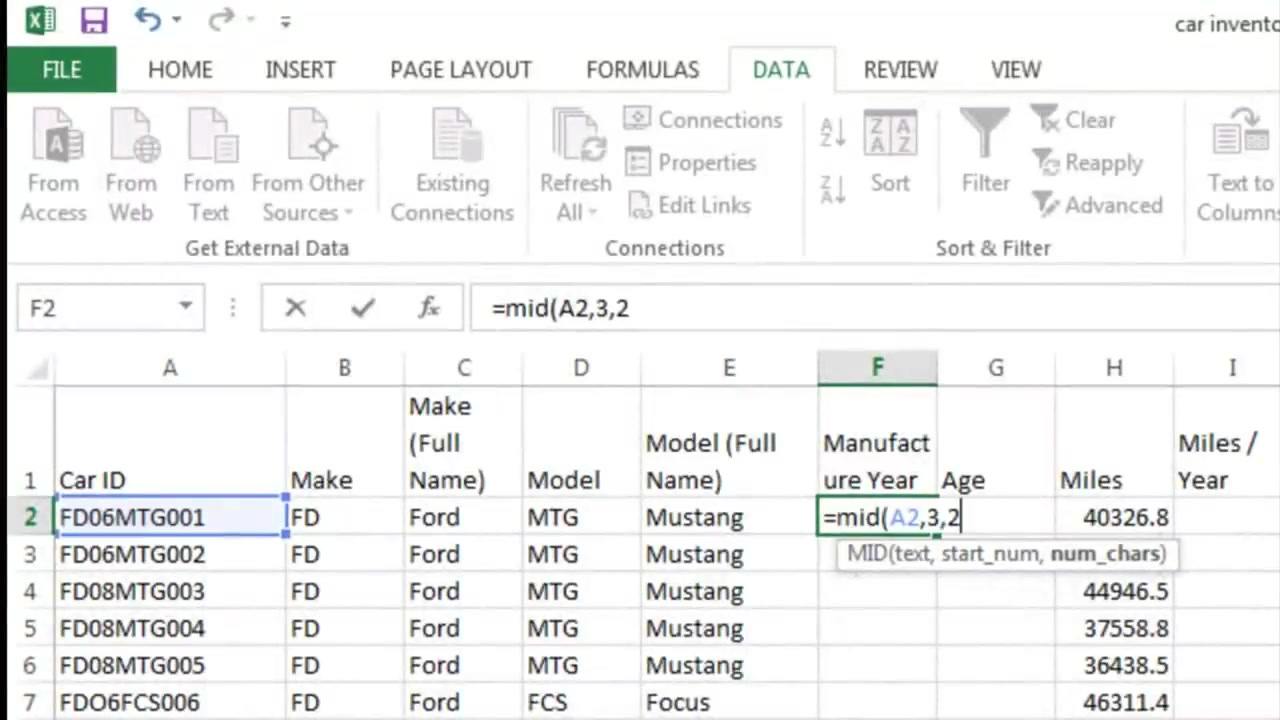 car invento
FILE HOME INSERT PAGE LAYOUT FORMULAS DATA REVIEW VIEW
From Access
From Web
From Text
From Other Sources
Existing Connections
Refresh All
Connections
Properties
Edit Links
Sort
Filter
Clear
Reapply
Advanced
Text to Columns
Get External Data Connections Sort & Filter
F2 =mid(A2,3,2
A B C D E F G H I
1 Car ID Make Make (Full Name) Model Model (Full Name) Manufacture Year Age Miles Miles / Year
2 FD06MTG001 FD Ford MTG Mustang =mid(A2,3,2 40326.8
MID(text, start_num, num_chars)
3 FD06MTG002 FD Ford MTG Mustang
4 FD08MTG003 FD Ford MTG Mustang 44946.5
5 FD08MTG004 FD Ford MTG Mustang 37558.8
6 FD08MTG005 FD Ford MTG Mustang 36438.5
7 FDO6FCS006 FD Ford FCS Focus 46311.4